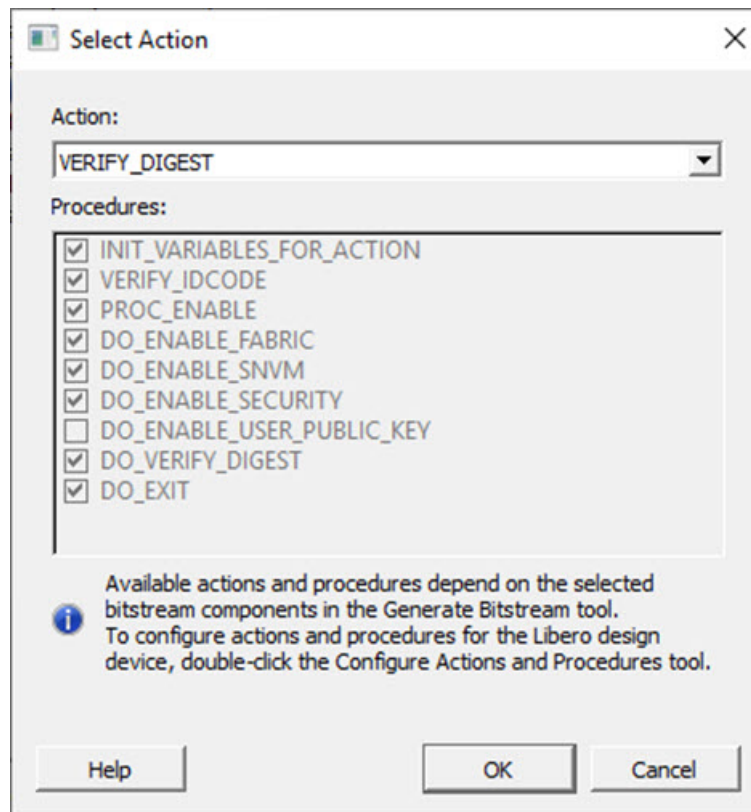 Select Action
Action:
VERIFY_DIGEST
Procedures:
INIT_VARIABLES_FOR_ACTION
VERIFY_IDCODE
PROC_ENABLE
DO_ENABLE_FABRIC
DO_ENABLE_SNVM
DO_ENABLE_SECURITY
DO_ENABLE_USER_PUBLIC_KEY
DO_VERIFY_DIGEST
DO_EXIT
Available actions and procedures depend on the selected
bitstream components in the Generate Bitstream tool.
To configure actions and procedures for the Libero design
device, double-click the Configure Actions and Procedures tool.
Help OK Cancel